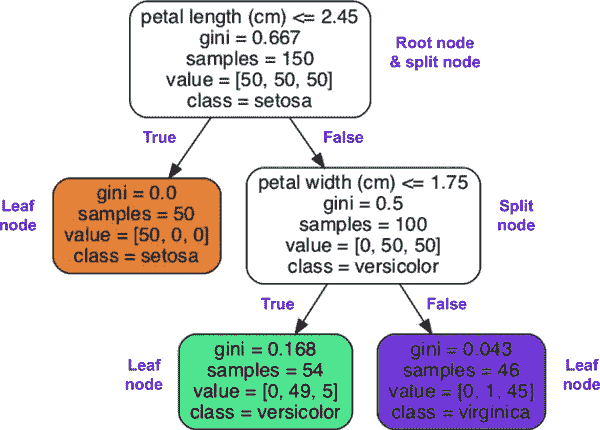 petal length (cm) <= 2.45
gini = 0.667
samples = 150
value = [50, 50, 50]
class = setosa
Root node
& split node
True
False
Leaf
node
gini = 0.0
samples = 50
value = [50, 0, 0]
class = setosa
petal width (cm) <= 1.75
gini = 0.5
samples = 100
value = [0, 50, 50]
class = versicolor
Split
node
True
False
Leaf
node
gini = 0.168
samples = 54
value = [0, 49, 5]
class = versicolor
gini = 0.043
samples = 46
value = [0, 1, 45]
class = virginica
Leaf
node